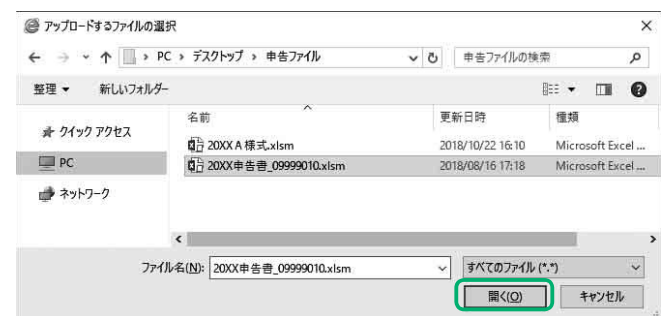 アップロードするファイルの選択
PC › デスクトップ › 申告ファイル
申告ファイルの検索
整理 新しいフォルダー
名前 更新日時 種類
クイック アクセス
20XX A 様式.xlsm 2018/10/22 16:10 Microsoft Excel ...
PC
20XX申告書_09999010.xlsm 2018/08/16 17:18 Microsoft Excel ...
ネットワーク
ファイル名(N): 20XX申告書_09999010.xlsm すべてのファイル (*.*)
開く(O) キャンセル